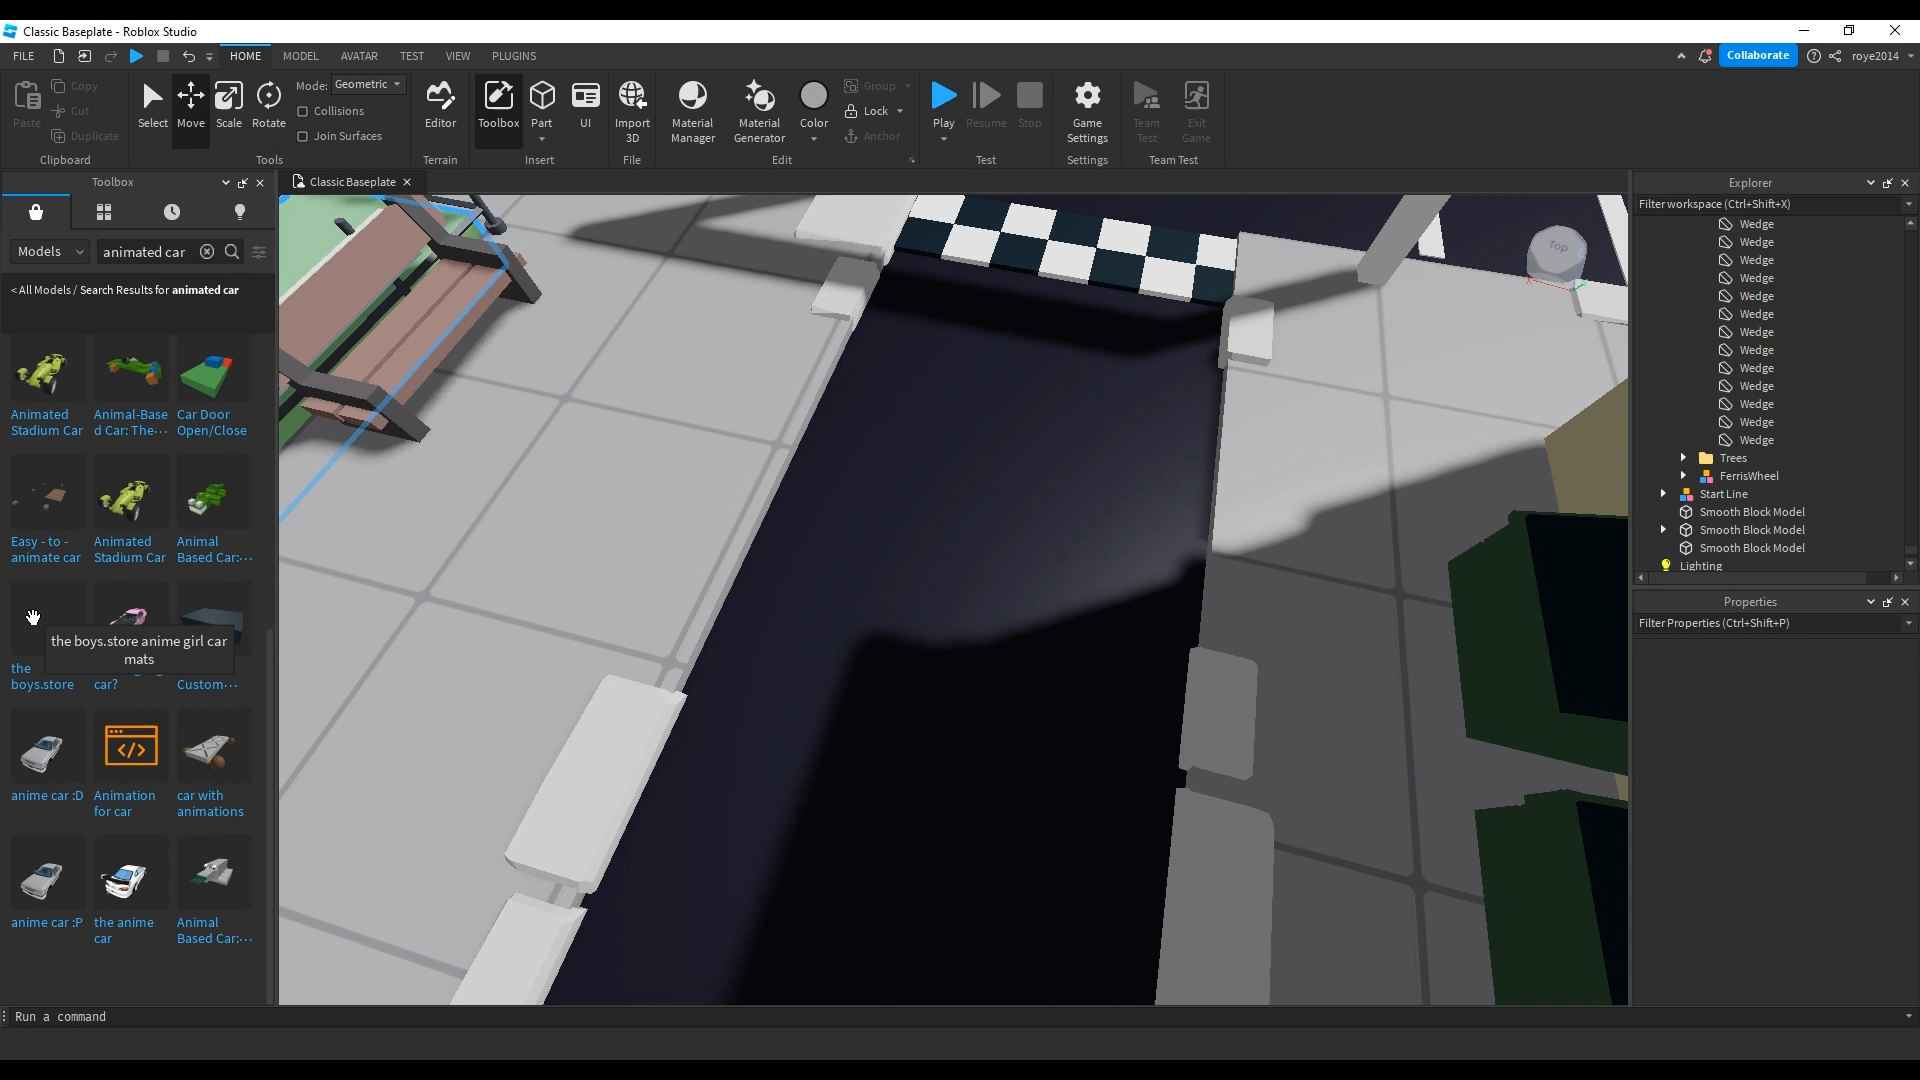 Classic Baseplate - Roblox Studio
FILE
HOME
MODEL
AVATAR
TEST
VIEW
PLUGINS
Collaborate
roye2014
Paste
Copy
Cut
Duplicate
Clipboard
Select
Move
Scale
Rotate
Mode: Geometric
Collisions
Join Surfaces
Tools
Editor
Terrain
Toolbox
Part
UI
Insert
Import
3D
File
Material
Manager
Material
Generator
Color
Group
Lock
Anchor
Edit
Play
Resume
Stop
Test
Game
Settings
Settings
Team
Test
Exit
Game
Team Test
Toolbox
Models
animated car
< All Models / Search Results for animated car
Animated
Stadium Car
Animal-Base
d Car: The...
Car Door
Open/Close
Easy - to -
animate car
Animated
Stadium Car
Animal
Based Car:...
the boys.store anime girl car
mats
the
boys.store
car?
Custom...
anime car :D
Animation
for car
car with
animations
anime car :P
the anime
car
Animal
Based Car:...
Classic Baseplate
Top
Explorer
Filter workspace (Ctrl+Shift+X)
Wedge
Wedge
Wedge
Wedge
Wedge
Wedge
Wedge
Wedge
Wedge
Wedge
Wedge
Wedge
Wedge
Trees
FerrisWheel
Start Line
Smooth Block Model
Smooth Block Model
Smooth Block Model
Lighting
Properties
Filter Properties (Ctrl+Shift+P)
Run a command